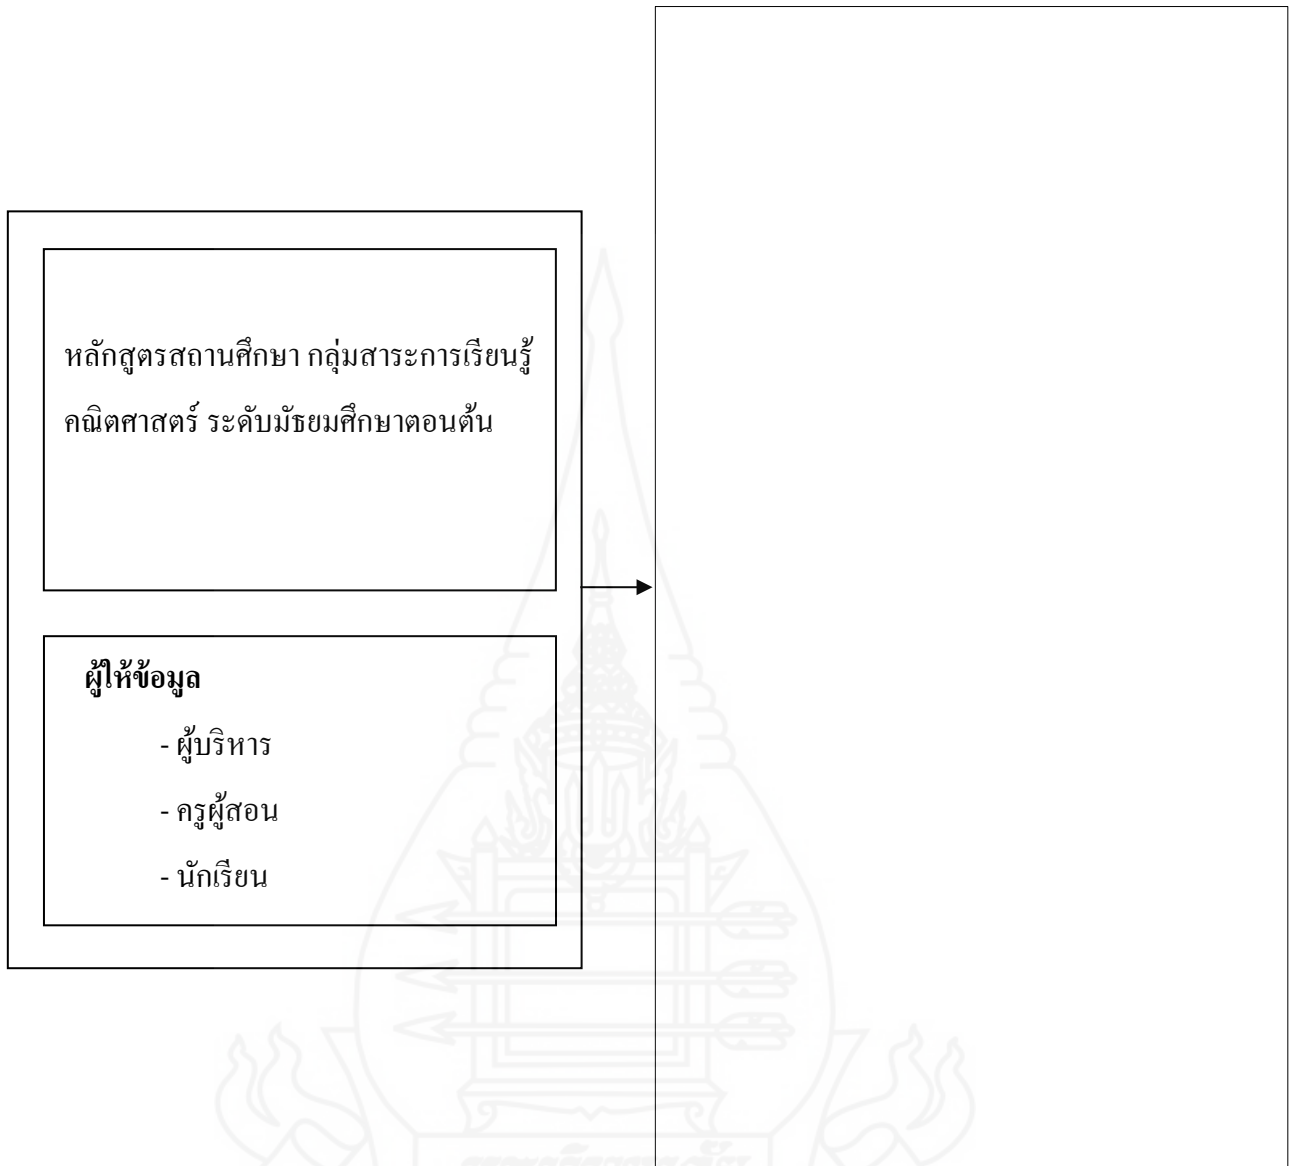 หลักสูตรสถานศึกษา กลุ่มสาระการเรียนรู้
คณิตศาสตร์ ระดับมัธยมศึกษาตอนต้น
ผู้ให้ข้อมูล
- ผู้บริหาร
- ครูผู้สอน
- นักเรียน